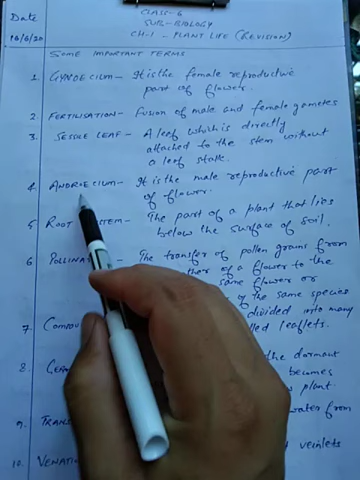 Date
16/6/20
CLASS-6
SUB-BIOLOGY
CH-1 - PLANT LIFE (REVISION)
SOME IMPORTANT TERMS
1. GYNOECIUM - It is the female reproductive
part of flower.
2. FERTILISATION - Fusion of male and female gametes
3. SESSILE LEAF - A leaf which is directly
attached to the stem without
a leaf stalk.
4. ANDROECIUM - It is the male reproductive part
of flower.
5. ROOT - The part of a plant that lies
below the surface of soil.
6. - The transfer of pollen grains from
of a flower to the
same flower or
of the same species
7. divided into many
leaflets.
8. the dormant
becomes
plant.
9. water from
veinlets
10.